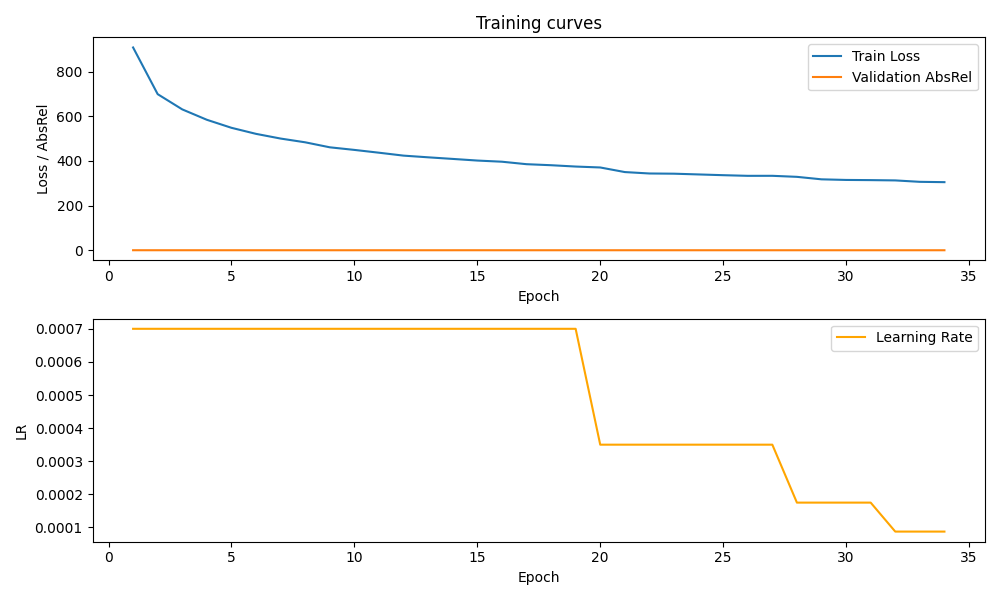 Training curves
Train Loss
Validation AbsRel
Loss / AbsRel
800
600
400
200
0
0 5 10 15 20 25 30 35
Epoch
Learning Rate
LR
0.0007
0.0006
0.0005
0.0004
0.0003
0.0002
0.0001
0 5 10 15 20 25 30 35
Epoch